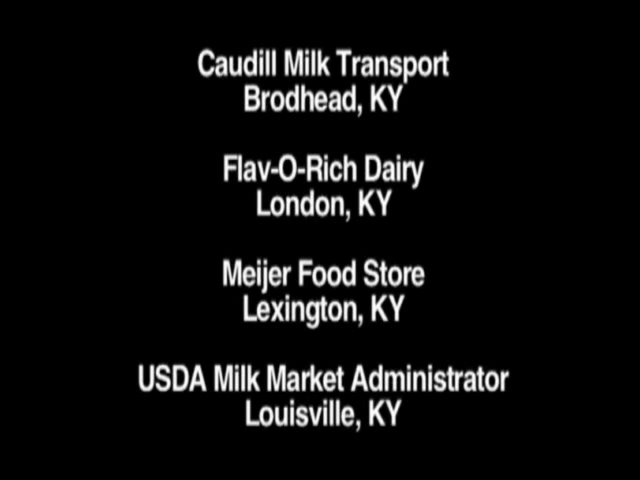 Caudill Milk Transport
Brodhead, KY
Flav-O-Rich Dairy
London, KY
Meijer Food Store
Lexington, KY
USDA Milk Market Administrator
Louisville, KY